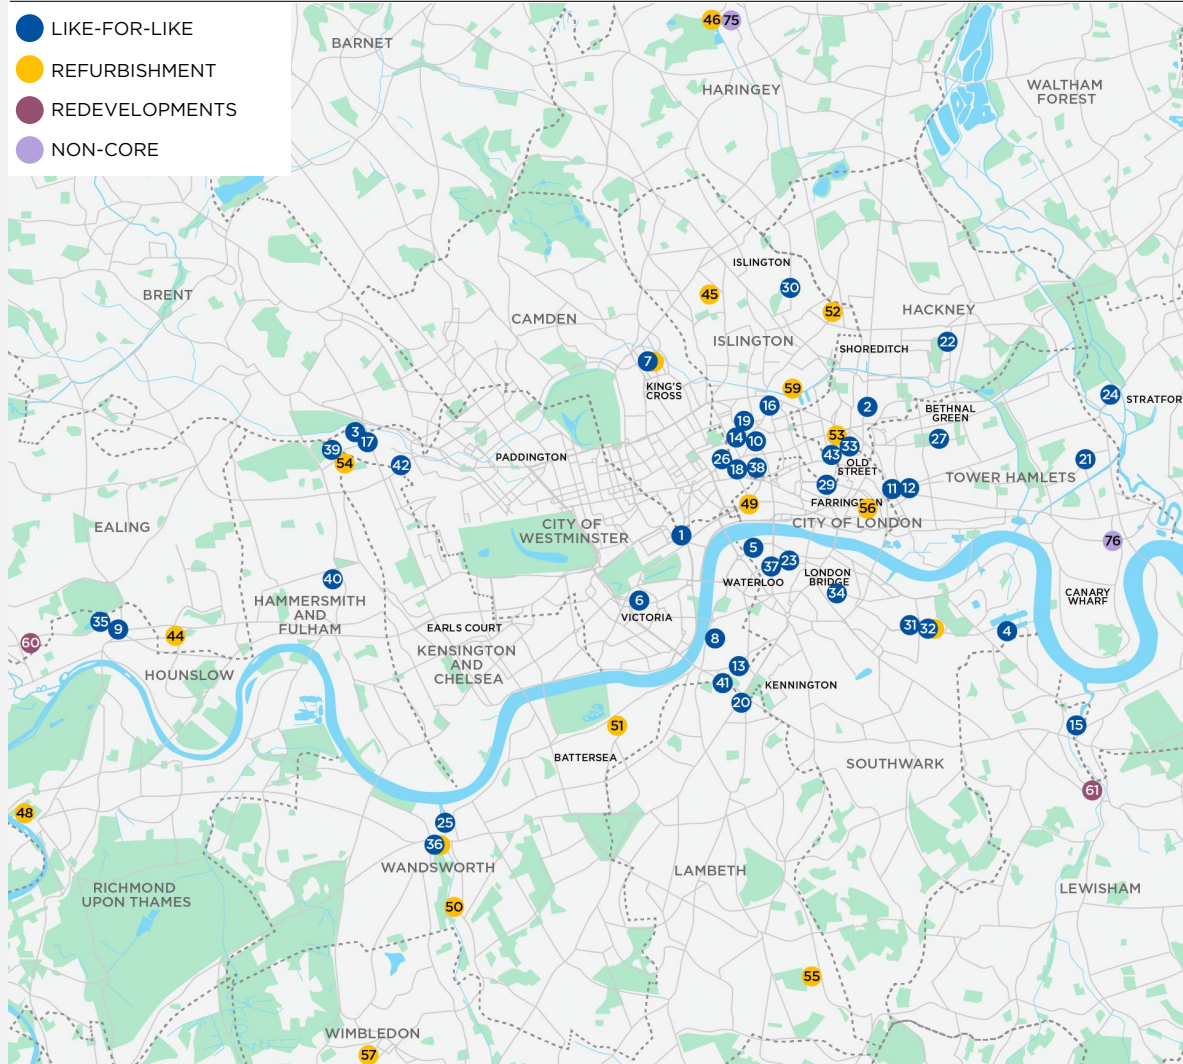 LIKE-FOR-LIKE
REFURBISHMENT
REDEVELOPMENTS
NON-CORE
46
75
BARNET
HARINGEY
WALTHAM
FOREST
ISLINGTON
30
45
BRENT
52
HACKNEY
CAMDEN
ISLINGTON
SHOREDITCH
22
7
KING'S
CROSS
59
24
STRATFOR
16
2
BETHNAL
GREEN
19
3
17
14
10
53
33
27
39
54
42
PADDINGTON
26
18
38
43
OLD
STREET
21
TOWER HAMLETS
29
11
12
49
FARRINGDON
56
EALING
CITY OF
WESTMINSTER
CITY OF LONDON
1
5
76
23
37
WATERLOO
LONDON
BRIDGE
40
34
HAMMERSMITH
AND
FULHAM
6
VICTORIA
CANARY
WHARF
35
9
44
60
EARLS COURT
8
31
32
4
KENSINGTON
AND
CHELSEA
HOUNSLOW
13
41
20
KENNINGTON
51
15
BATTERSEA
SOUTHWARK
61
48
25
36
WANDSWORTH
LAMBETH
RICHMOND
UPON THAMES
LEWISHAM
50
55
WIMBLEDON
57